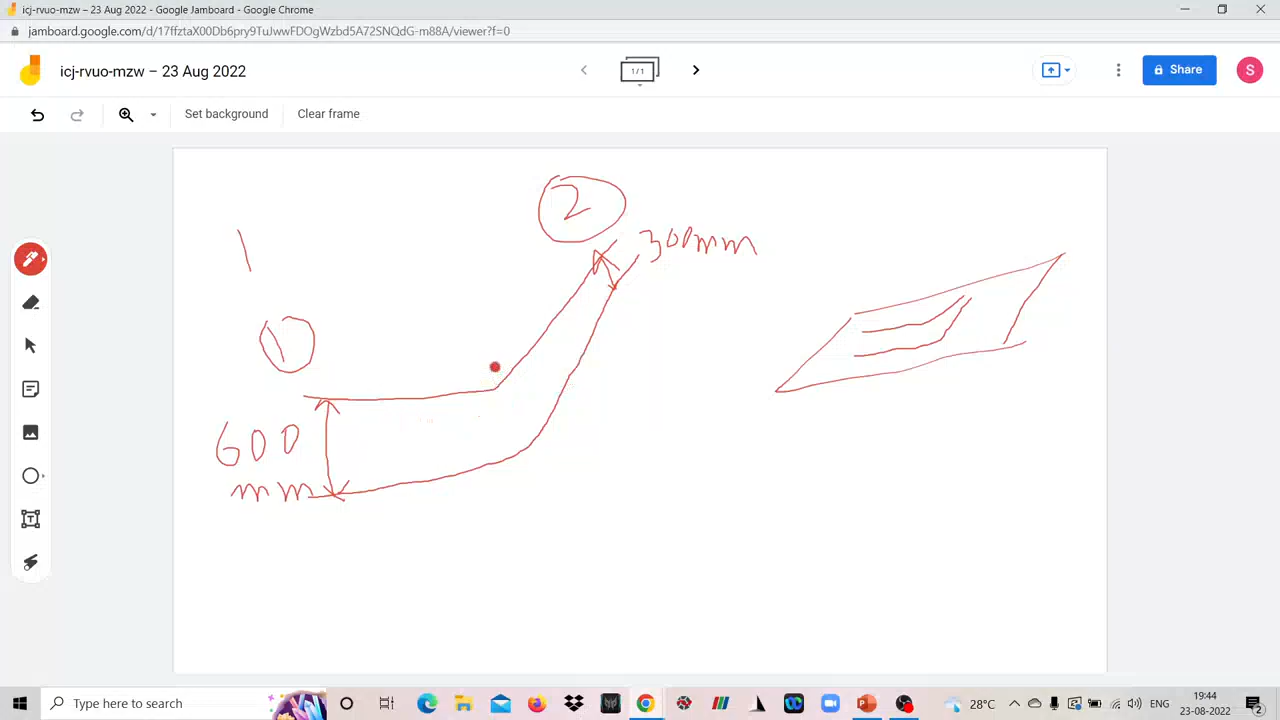 icj-rvuo-mzw – 23 Aug 2022 - Google Jamboard - Google Chrome
jamboard.google.com/d/17ffztaX00Db6pry9TuJwwFDOgWzbd5A72SNQdG-m88A/viewer?f=0
icj-rvuo-mzw – 23 Aug 2022
1 / 1
Share
S
Set background
Clear frame
2
300mm
1
1
600
mm
Type here to search
28°C
ENG
19:44
23-08-2022
2